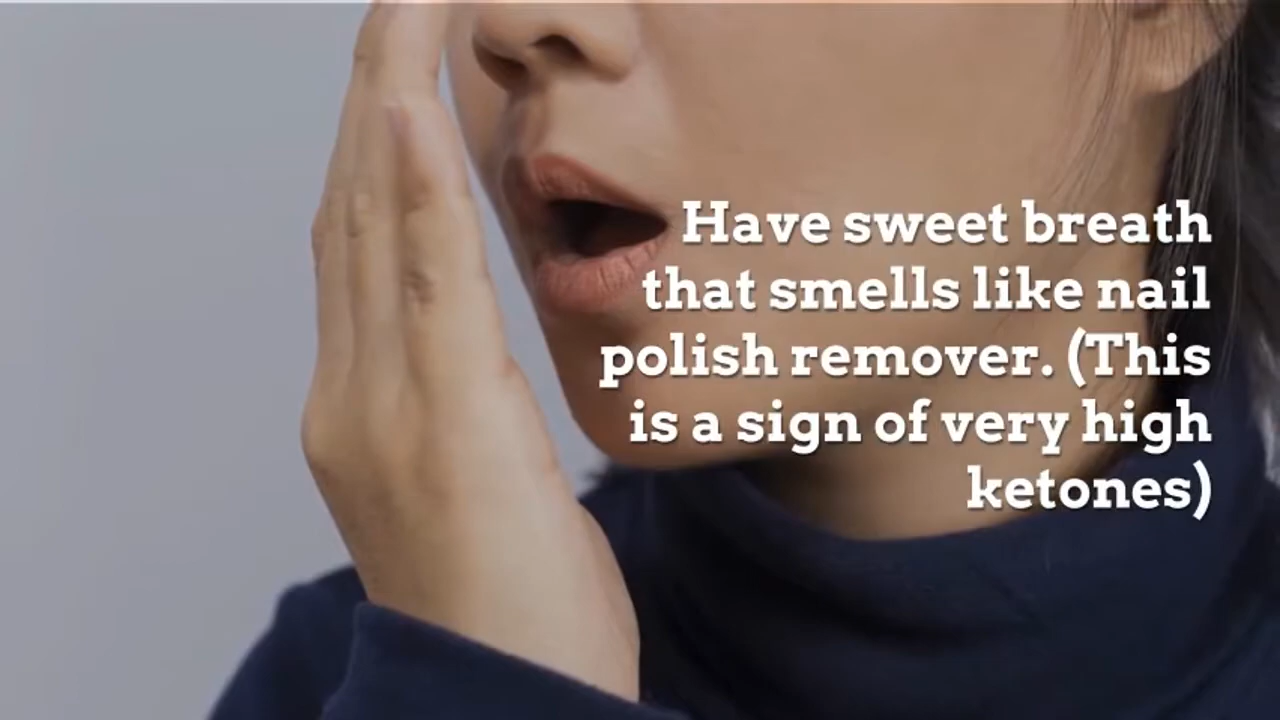 Have sweet breath
that smells like nail
polish remover. (This
is a sign of very high
ketones)